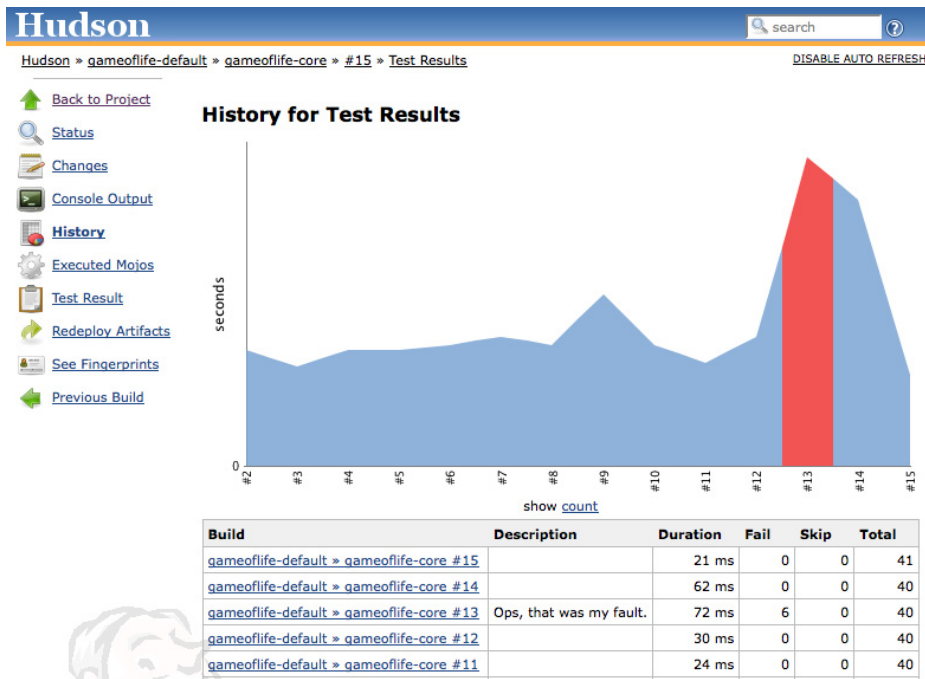 Hudson
search
Hudson » gameoflife-default » gameoflife-core » #15 » Test Results
DISABLE AUTO REFRESH
Back to Project
Status
Changes
Console Output
History
Executed Mojos
Test Result
Redeploy Artifacts
See Fingerprints
Previous Build
History for Test Results
seconds
0
#2 #3 #4 #5 #6 #7 #8 #9 #10 #11 #12 #13 #14 #15
show count
Build Description Duration Fail Skip Total
gameoflife-default » gameoflife-core #15 21 ms 0 0 41
gameoflife-default » gameoflife-core #14 62 ms 0 0 40
gameoflife-default » gameoflife-core #13 Ops, that was my fault. 72 ms 6 0 40
gameoflife-default » gameoflife-core #12 30 ms 0 0 40
gameoflife-default » gameoflife-core #11 24 ms 0 0 40